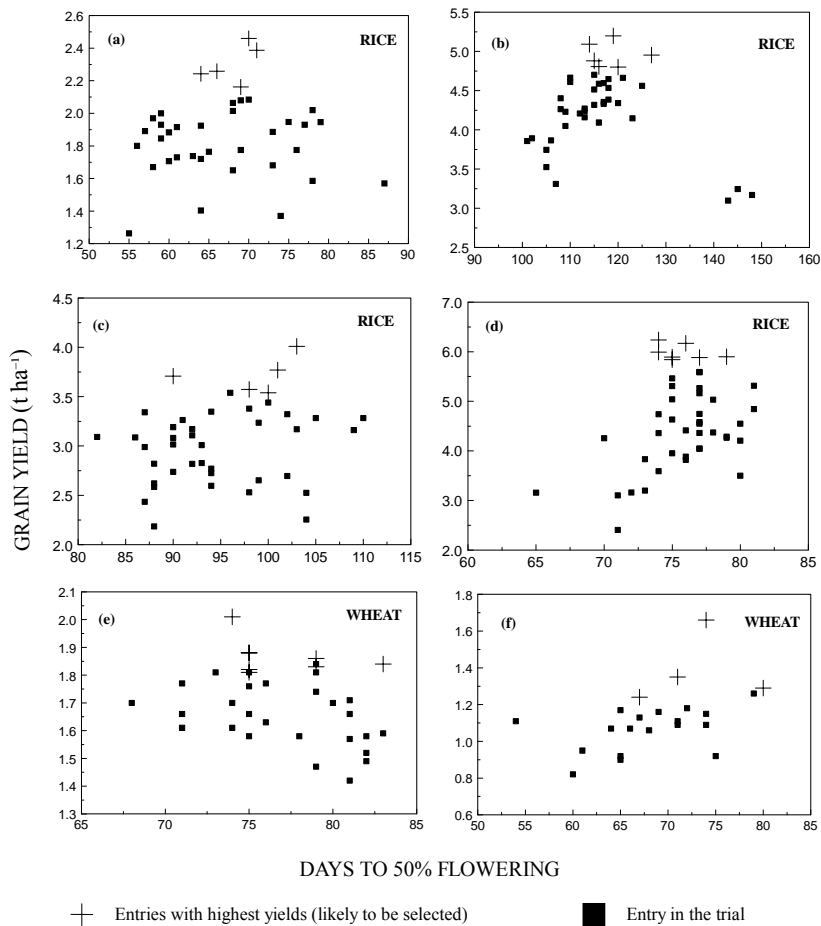 2.6
2.4
2.2
2.0
1.8
1.6
1.4
1.2
50 55 60 65 70 75 80 85 90
(a)
RICE
5.5
5.0
4.5
4.0
3.5
3.0
2.5
90 100 110 120 130 140 150 160
(b)
RICE
4.5
4.0
3.5
3.0
2.5
2.0
80 85 90 95 100 105 110 115
(c)
RICE
7.0
6.0
5.0
4.0
3.0
2.0
60 65 70 75 80 85
(d)
RICE
GRAIN YIELD (t ha⁻¹)
2.1
2.0
1.9
1.8
1.7
1.6
1.5
1.4
1.3
65 70 75 80 85
(e)
WHEAT
1.8
1.6
1.4
1.2
1.0
0.8
0.6
50 55 60 65 70 75 80 85
(f)
WHEAT
DAYS TO 50% FLOWERING
Entries with highest yields (likely to be selected)
Entry in the trial